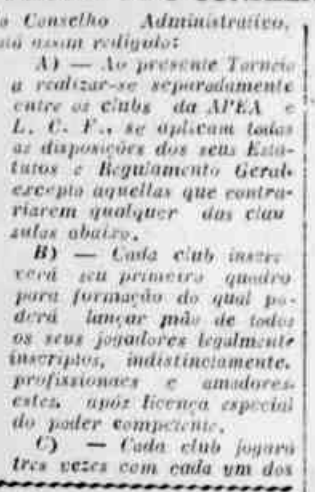 o Conselho Administrativo,
assim redigido:
A) — Ao presente Torneio
a realizar-se separadamente
entre os clubs da APEA e
L. C. F., se aplicam todas
as disposições dos seus Esta-
tutos e Regulamento Geral-
excepto aquellas que contra-
riarem qualquer das clau
sulas abaixo.
B) — Cada club inscre
verá seu primeiro quadro
para formação do qual po-
derá lançar mão de todos
os seus jogadores legalmente
inscriptos, indistinctamente.
profissionaes e amadores-
estes, após licença especial
do poder competente.
C) — Cada club jogará
tres vezes com cada um dos